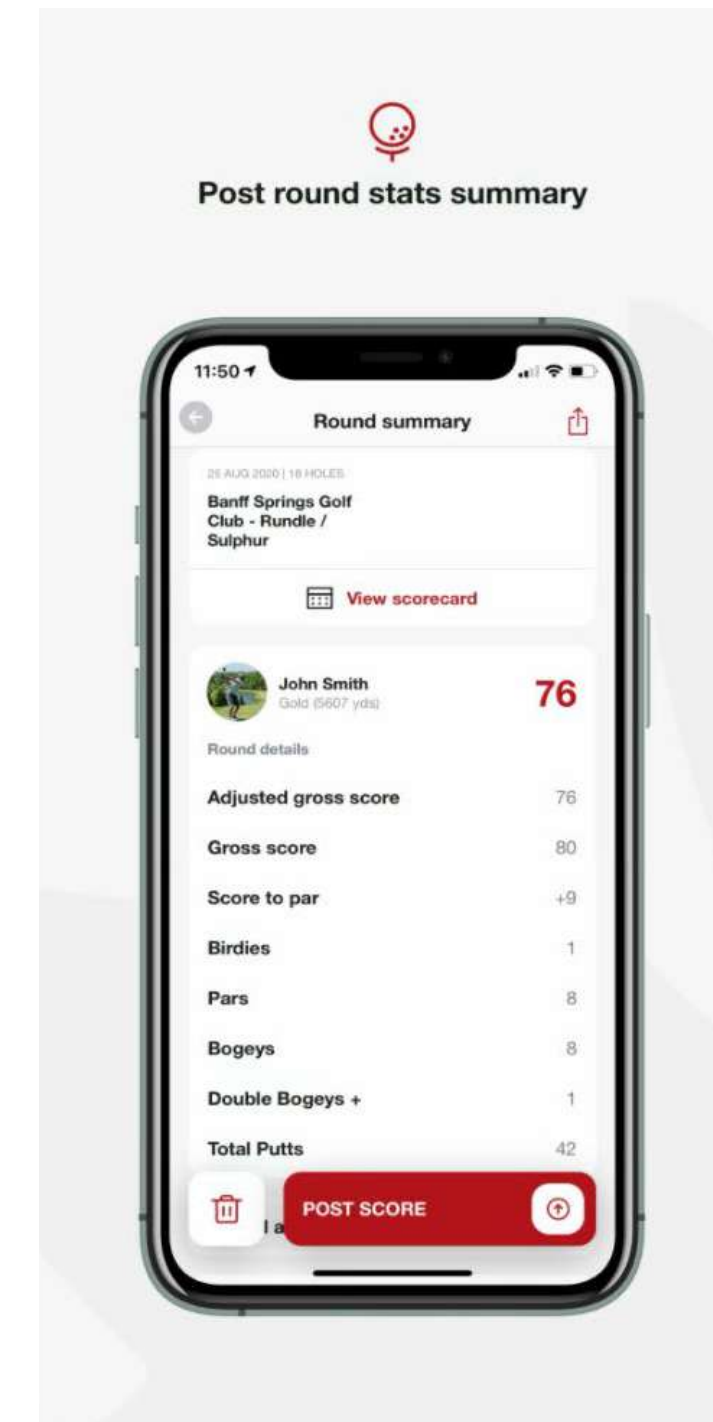 Post round stats summary
11:50
Round summary
26 AUG 2020 | 18 HOLES
Banff Springs Golf
Club - Rundle /
Sulphur
View scorecard
John Smith
Gold (5607 yds)
76
Round details
Adjusted gross score 76
Gross score 80
Score to par +9
Birdies 1
Pars 8
Bogeys 8
Double Bogeys + 1
Total Putts 42
POST SCORE